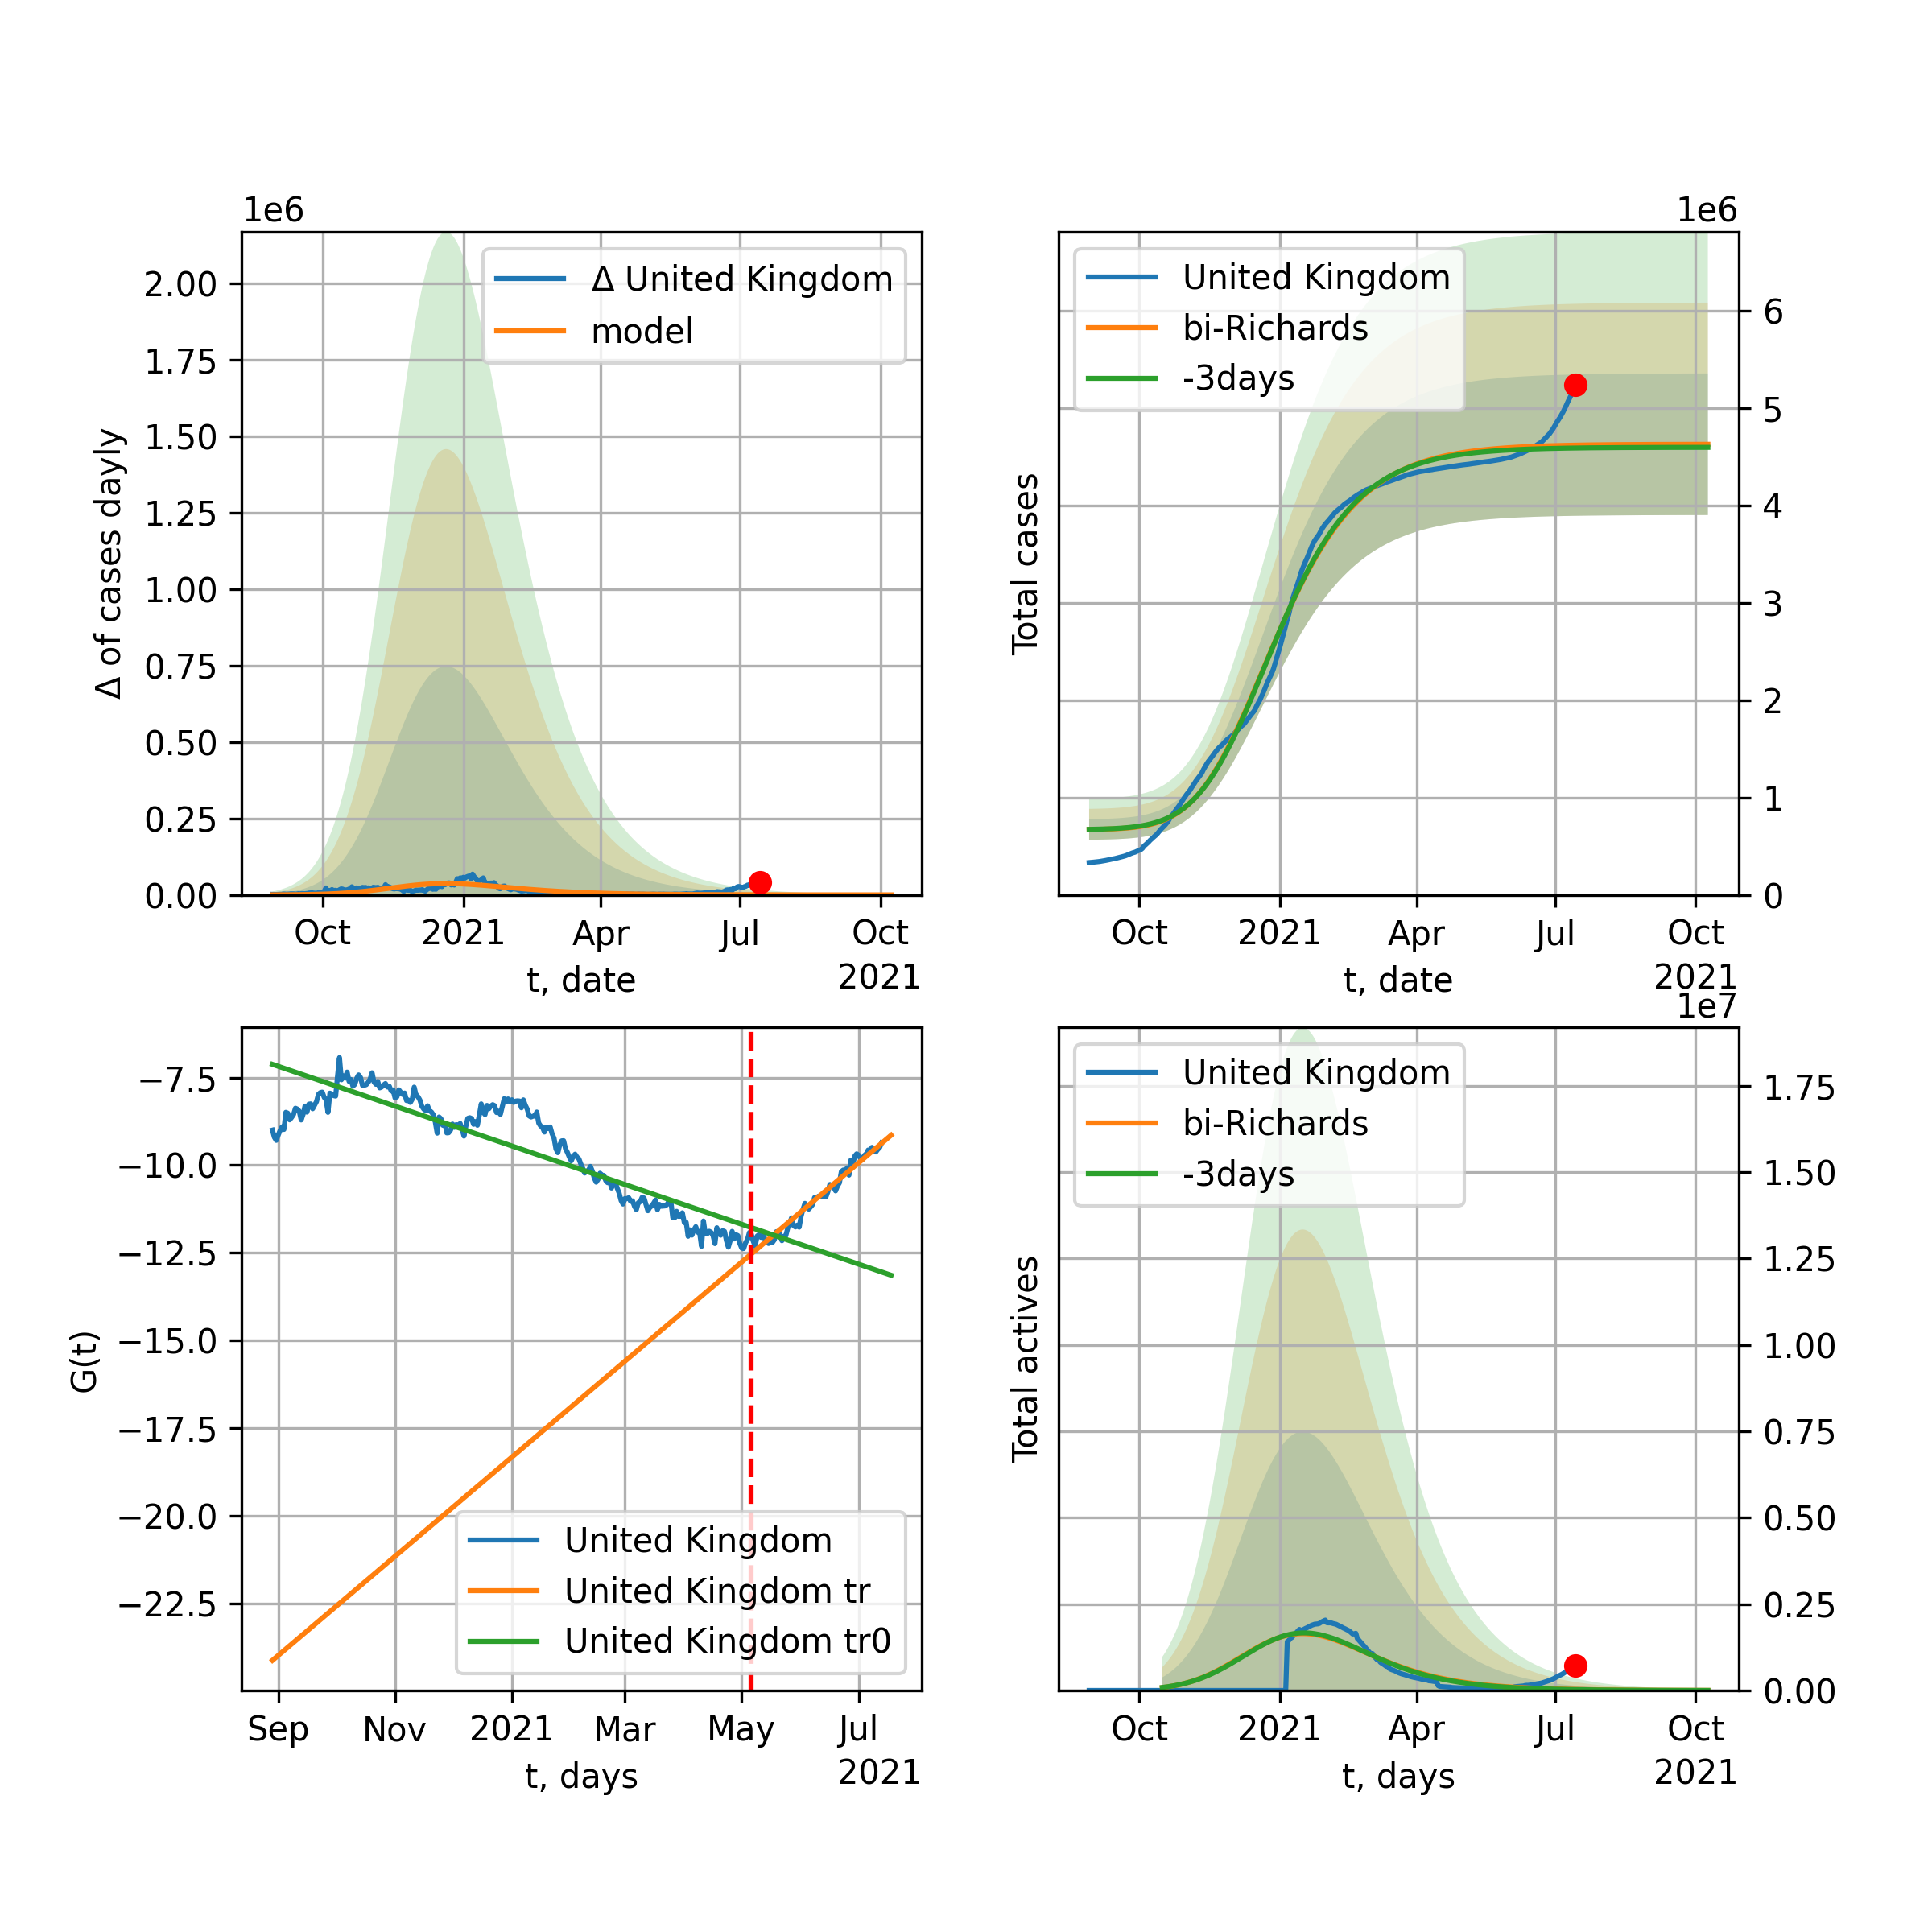 1e6
Δ United Kingdom
model
2.00
1.75
1.50
1.25
1.00
0.75
0.50
0.25
0.00
Δ of cases dayly
Oct 2021 Apr Jul Oct
t, date
2021
1e6
United Kingdom
bi-Richards
-3days
6
5
4
3
2
1
0
Total cases
Oct 2021 Apr Jul Oct
t, date
2021
−7.5
−10.0
−12.5
−15.0
−17.5
−20.0
−22.5
G(t)
United Kingdom
United Kingdom tr
United Kingdom tr0
Sep Nov 2021 Mar May Jul
t, days
2021
1e7
United Kingdom
bi-Richards
-3days
1.75
1.50
1.25
1.00
0.75
0.50
0.25
0.00
Total actives
Oct 2021 Apr Jul Oct
t, days
2021